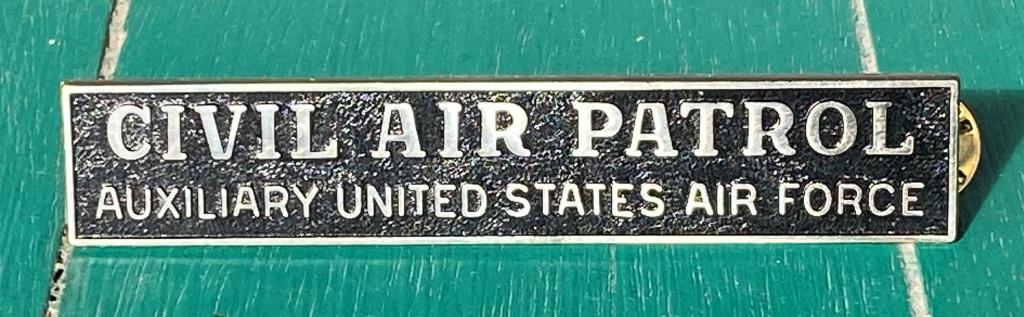 CIVIL AIR PATROL
AUXILIARY UNITED STATES AIR FORCE